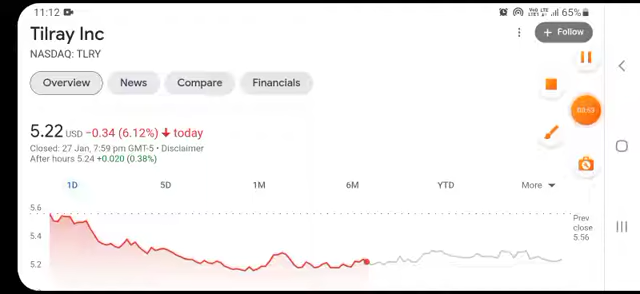 11:12 65%
Tilray Inc
+ Follow
NASDAQ: TLRY
Overview News Compare Financials
5.22 USD −0.34 (6.12%) ↓ today
Closed: 27 Jan, 7:59 pm GMT-5 • Disclaimer
After hours 5.24 +0.020 (0.38%)
1D 5D 1M 6M YTD More
5.6
5.4
5.2
Prev
close
5.56